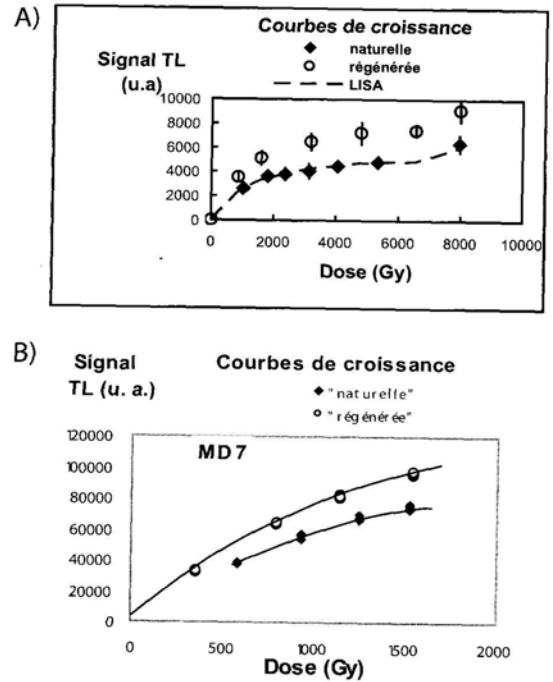 A)
Courbes de croissance
Signal TL
(u.a)
naturelle
régénérée
LISA
10000
8000
6000
4000
2000
0
0 2000 4000 6000 8000 10000
Dose (Gy)
B)
Signal
TL (u. a.)
Courbes de croissance
"naturelle"
"régénérée"
120000
100000
80000
60000
40000
20000
0
MD7
0 500 1000 1500 2000
Dose (Gy)